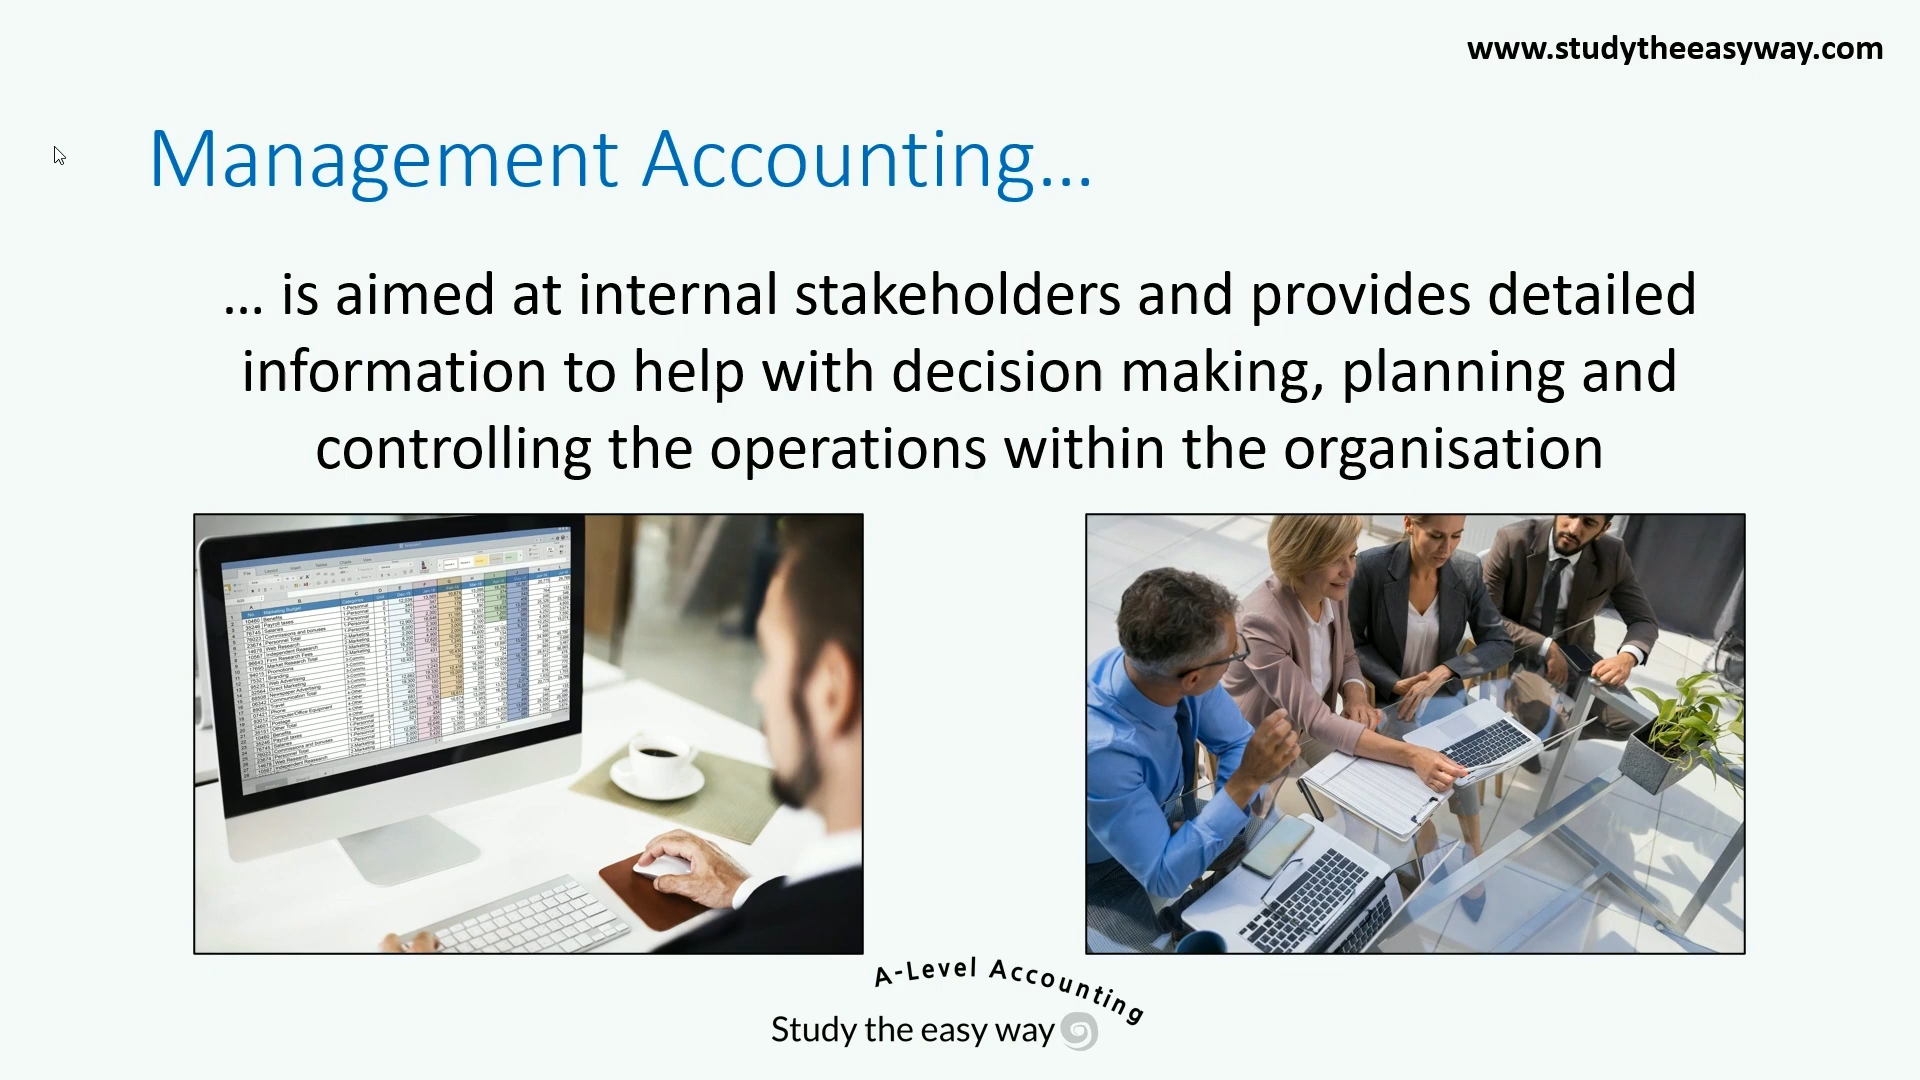 www.studytheeasyway.com
Management Accounting...
... is aimed at internal stakeholders and provides detailed
information to help with decision making, planning and
controlling the operations within the organisation
A-Level Accounting
Study the easy way